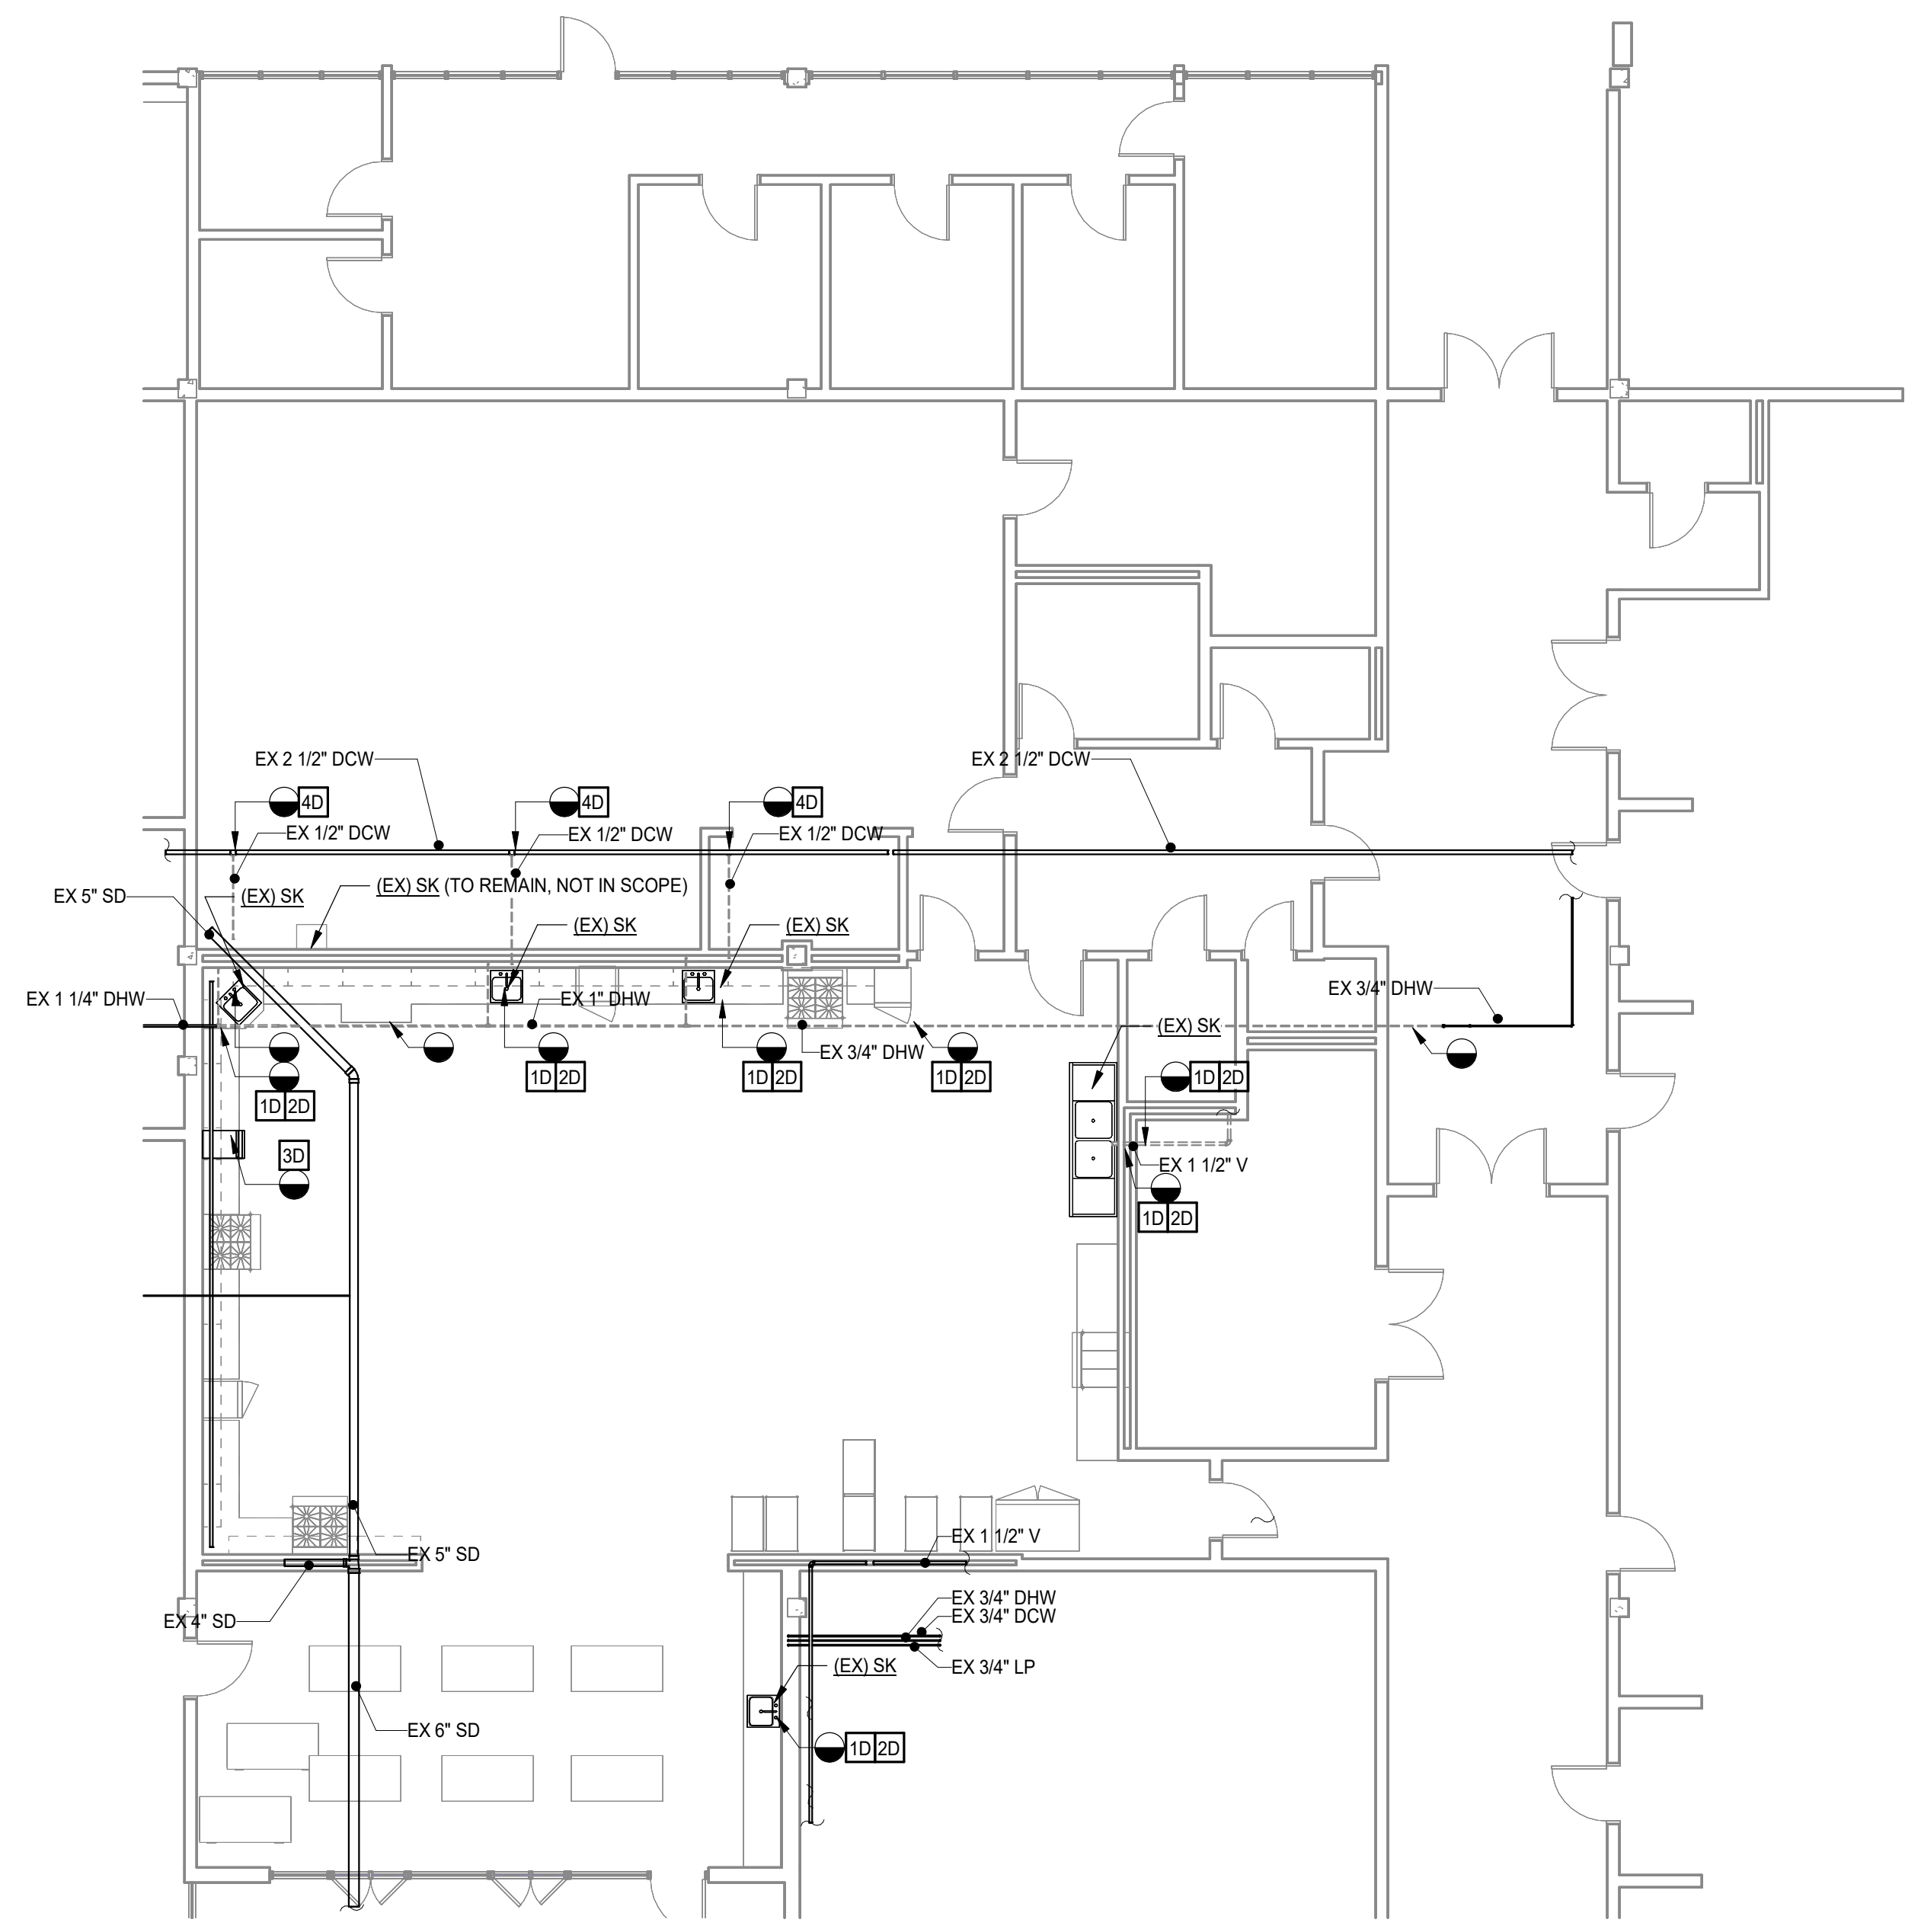 EX 2 1/2" DCW
EX 2 1/2" DCW
4D
4D
4D
EX 1/2" DCW
EX 1/2" DCW
EX 1/2" DCW
EX 5" SD
(EX) SK
(EX) SK (TO REMAIN, NOT IN SCOPE)
(EX) SK
(EX) SK
EX 1 1/4" DHW
EX 1" DHW
EX 3/4" DHW
(EX) SK
EX 3/4" DHW
1D 2D
1D 2D
1D 2D
1D 2D
1D 2D
3D
EX 1 1/2" V
1D 2D
EX 1 1/2" V
EX 5" SD
EX 3/4" DHW
EX 3/4" DCW
EX 4" SD
(EX) SK
EX 3/4" LP
EX 6" SD
1D 2D